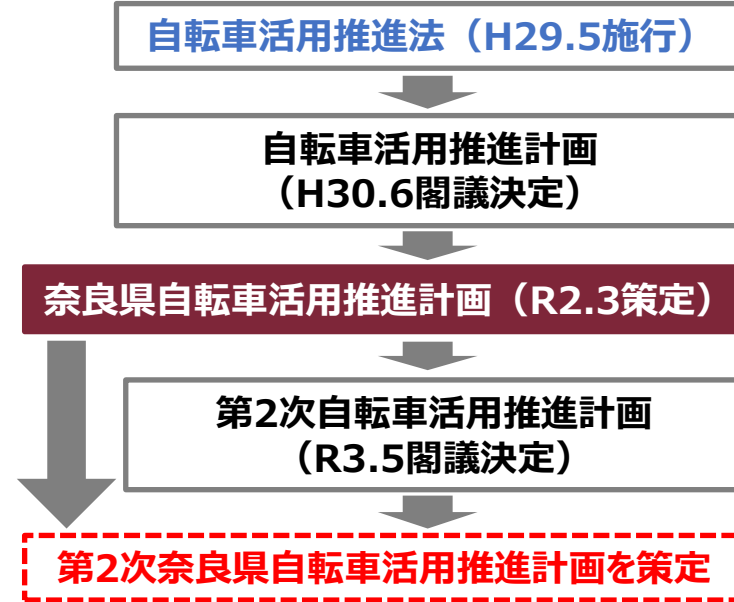 自転車活用推進法（H29.5施行）
自転車活用推進計画
（H30.6閣議決定）
奈良県自転車活用推進計画（R2.3策定）
第2次自転車活用推進計画
（R3.5閣議決定）
第2次奈良県自転車活用推進計画を策定